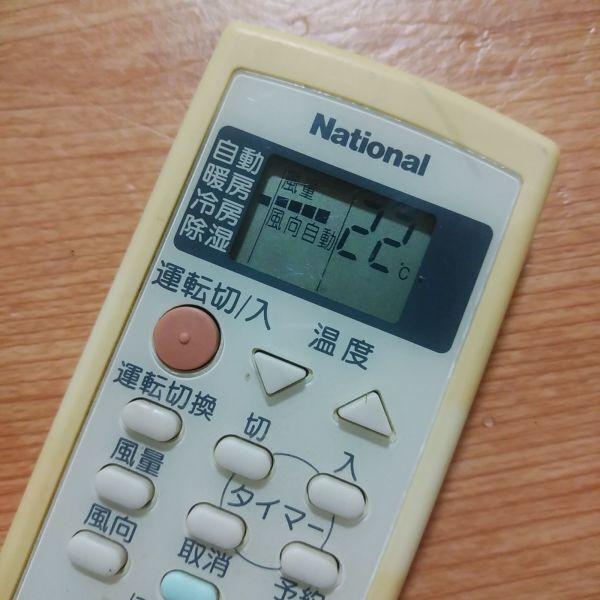 National
自動
暖房
冷房
除湿
風量
風向自動
22℃
運転切/入
温度
運転切換
切
入
風量
タイマー
風向
取消
予約